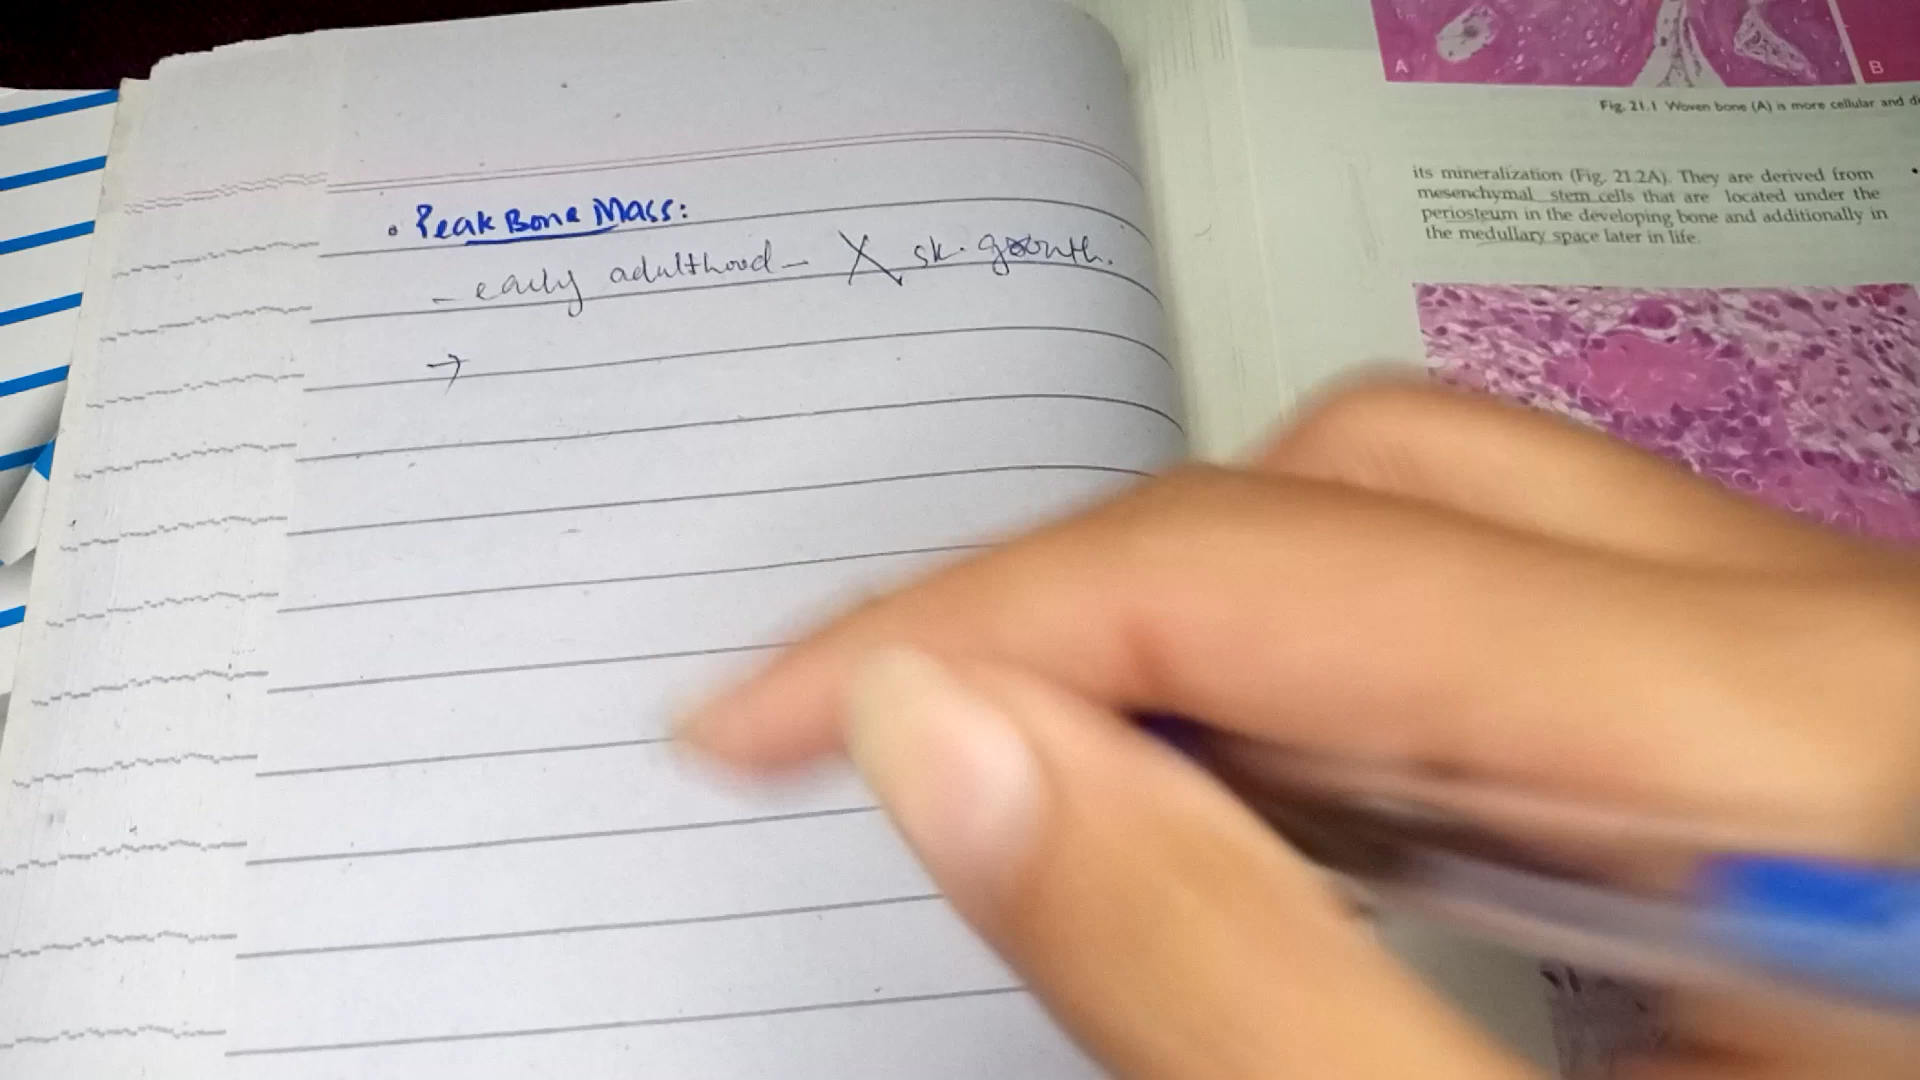 • Peak Bone Mass:
- early adulthood - X sk. growth.
→
A
B
Fig. 21.1 Woven bone (A) is more cellular and
its mineralization (Fig. 21.2A). They are derived from
mesenchymal stem cells that are located under the
periosteum in the developing bone and additionally in
the medullary space later in life.